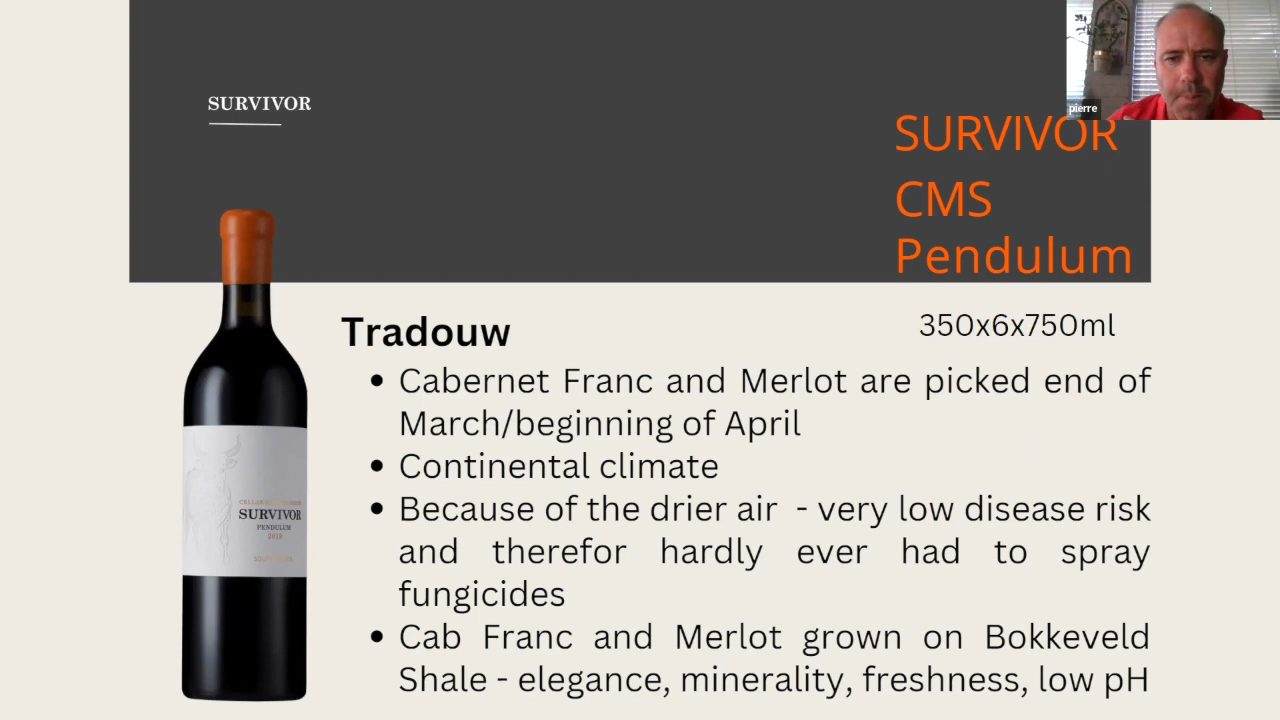 SURVIVOR
pierre
SURVIVOR
CMS
Pendulum
350x6x750ml
Tradouw
• Cabernet Franc and Merlot are picked end of
March/beginning of April
• Continental climate
• Because of the drier air - very low disease risk
and therefor hardly ever had to spray
fungicides
• Cab Franc and Merlot grown on Bokkeveld
Shale - elegance, minerality, freshness, low pH
SURVIVOR
PENDULUM
2019